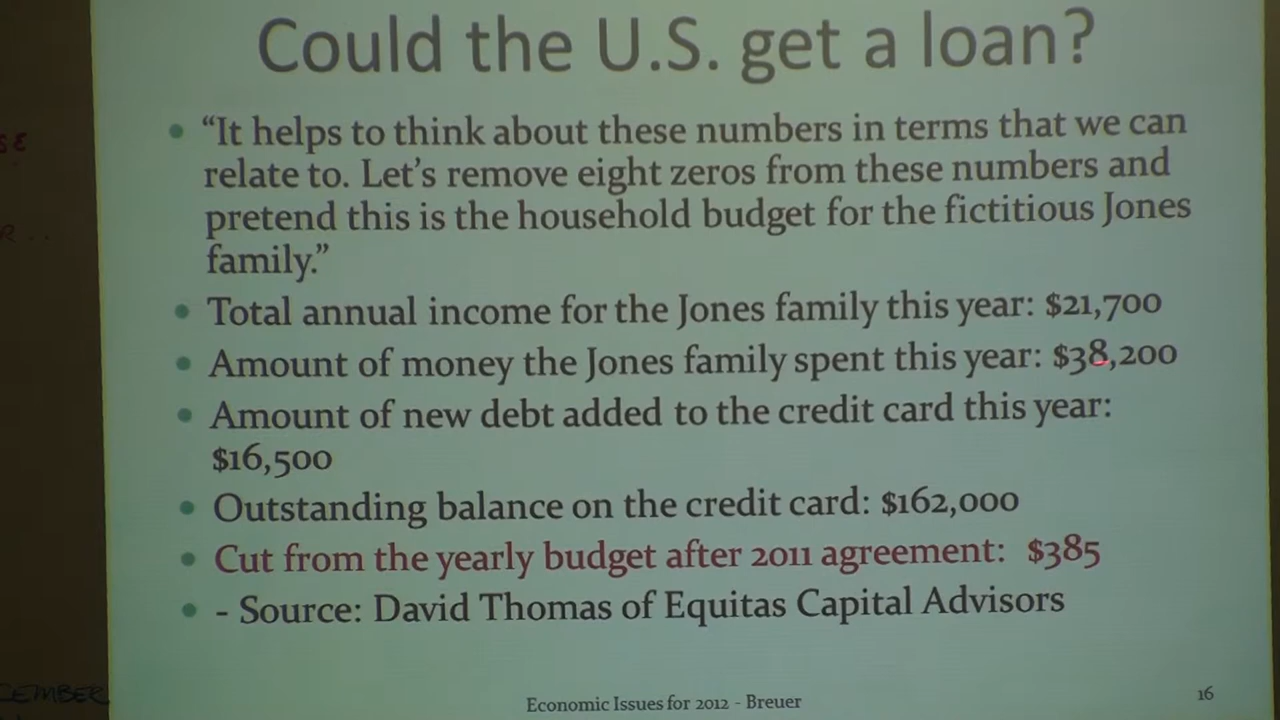 Could the U.S. get a loan?
• “It helps to think about these numbers in terms that we can
relate to. Let’s remove eight zeros from these numbers and
pretend this is the household budget for the fictitious Jones
family.”
• Total annual income for the Jones family this year: $21,700
• Amount of money the Jones family spent this year: $38,200
• Amount of new debt added to the credit card this year:
$16,500
• Outstanding balance on the credit card: $162,000
• Cut from the yearly budget after 2011 agreement: $385
• - Source: David Thomas of Equitas Capital Advisors
Economic Issues for 2012 - Breuer
16